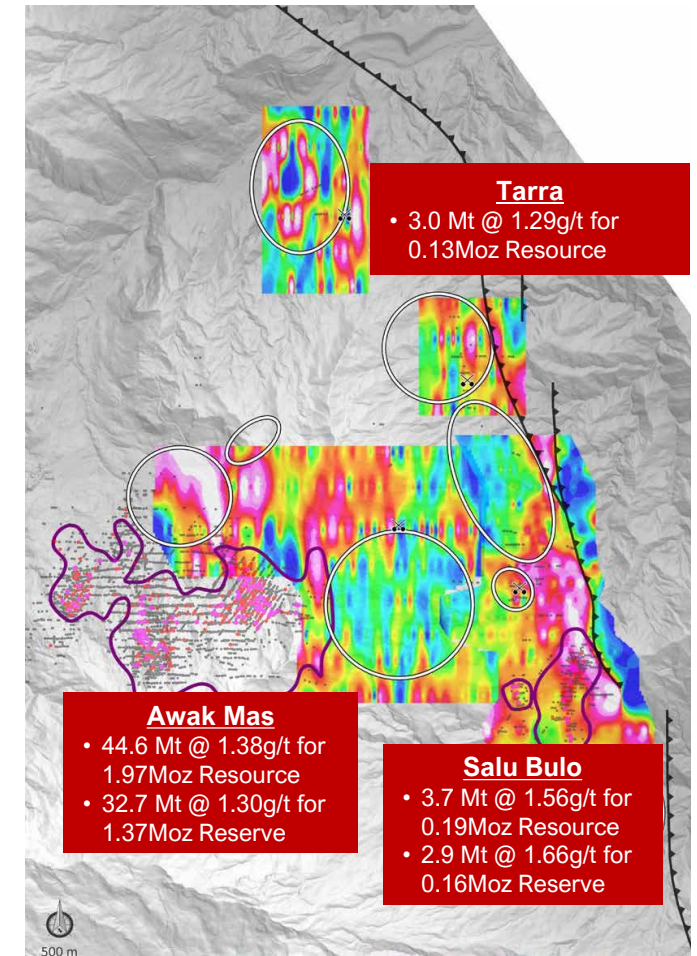 Tarra
• 3.0 Mt @ 1.29g/t for
0.13Moz Resource
Awak Mas
• 44.6 Mt @ 1.38g/t for
1.97Moz Resource
• 32.7 Mt @ 1.30g/t for
1.37Moz Reserve
Salu Bulo
• 3.7 Mt @ 1.56g/t for
0.19Moz Resource
• 2.9 Mt @ 1.66g/t for
0.16Moz Reserve
500 m